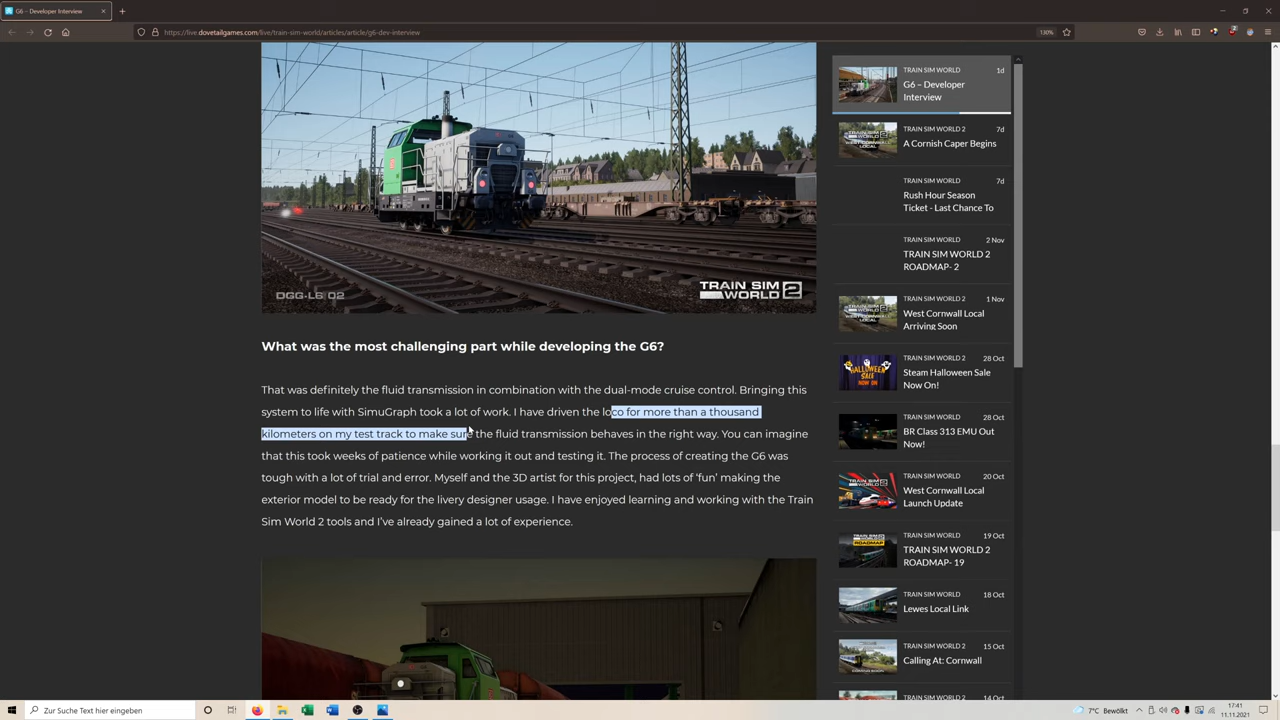 G6 – Developer Interview
https://live.dovetailgames.com/live/train-sim-world/articles/article/g6-dev-interview
130%
DGG-L6 02
TRAIN SIM
WORLD 2
What was the most challenging part while developing the G6?
That was definitely the fluid transmission in combination with the dual-mode cruise control. Bringing this
system to life with SimuGraph took a lot of work. I have driven the loco for more than a thousand
kilometers on my test track to make sure the fluid transmission behaves in the right way. You can imagine
that this took weeks of patience while working it out and testing it. The process of creating the G6 was
tough with a lot of trial and error. Myself and the 3D artist for this project, had lots of ‘fun’ making the
exterior model to be ready for the livery designer usage. I have enjoyed learning and working with the Train
Sim World 2 tools and I’ve already gained a lot of experience.
TRAIN SIM WORLD 1d
G6 – Developer
Interview
TRAIN SIM WORLD 2 7d
A Cornish Caper Begins
TRAIN SIM WORLD 7d
Rush Hour Season
Ticket - Last Chance To
TRAIN SIM WORLD 2 Nov
TRAIN SIM WORLD 2
ROADMAP- 2
TRAIN SIM WORLD 2 1 Nov
West Cornwall Local
Arriving Soon
TRAIN SIM WORLD 2 28 Oct
Steam Halloween Sale
Now On!
TRAIN SIM WORLD 2 28 Oct
BR Class 313 EMU Out
Now!
TRAIN SIM WORLD 2 20 Oct
West Cornwall Local
Launch Update
TRAIN SIM WORLD 19 Oct
TRAIN SIM WORLD 2
ROADMAP- 19
TRAIN SIM WORLD 18 Oct
Lewes Local Link
TRAIN SIM WORLD 2 15 Oct
Calling At: Cornwall
TRAIN SIM WORLD 2 14 Oct
Zur Suche Text hier eingeben
7°C Bewölkt
17:41
11.11.2021